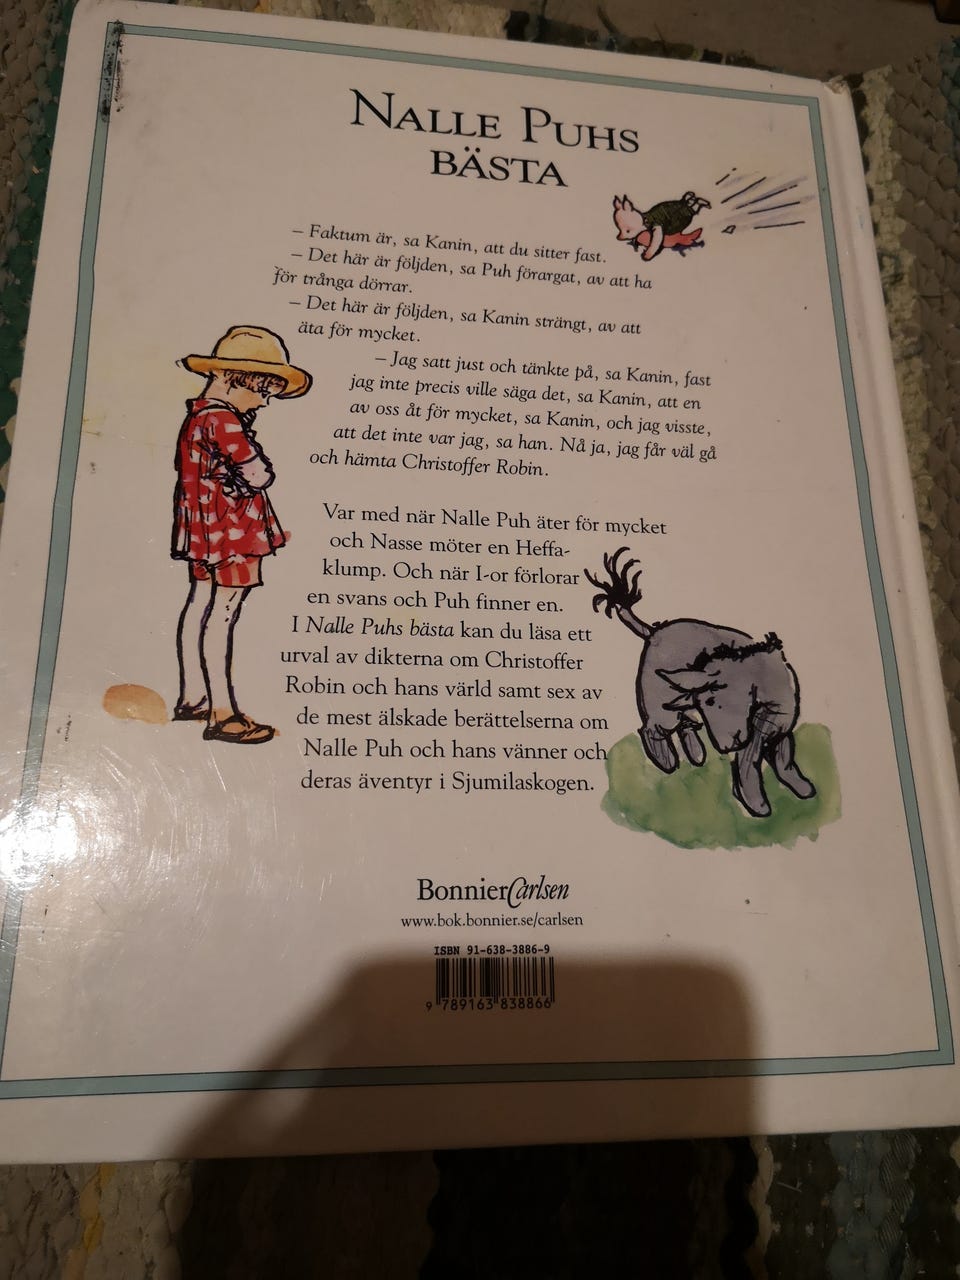 NALLE PUHS
BÄSTA
– Faktum är, sa Kanin, att du sitter fast.
– Det här är följden, sa Puh förargat, av att ha
för trånga dörrar.
– Det här är följden, sa Kanin strängt, av att
äta för mycket.
– Jag satt just och tänkte på, sa Kanin, fast
jag inte precis ville säga det, sa Kanin, att en
av oss åt för mycket, sa Kanin, och jag visste,
att det inte var jag, sa han. Nå ja, jag får väl gå
och hämta Christoffer Robin.
Var med när Nalle Puh äter för mycket
och Nasse möter en Heffa-
klump. Och när I-or förlorar
en svans och Puh finner en.
I Nalle Puhs bästa kan du läsa ett
urval av dikterna om Christoffer
Robin och hans värld samt sex av
de mest älskade berättelserna om
Nalle Puh och hans vänner och
deras äventyr i Sjumilaskogen.
BonnierCarlsen
www.bok.bonnier.se/carlsen
ISBN 91-638-3886-9
9 789163 838866